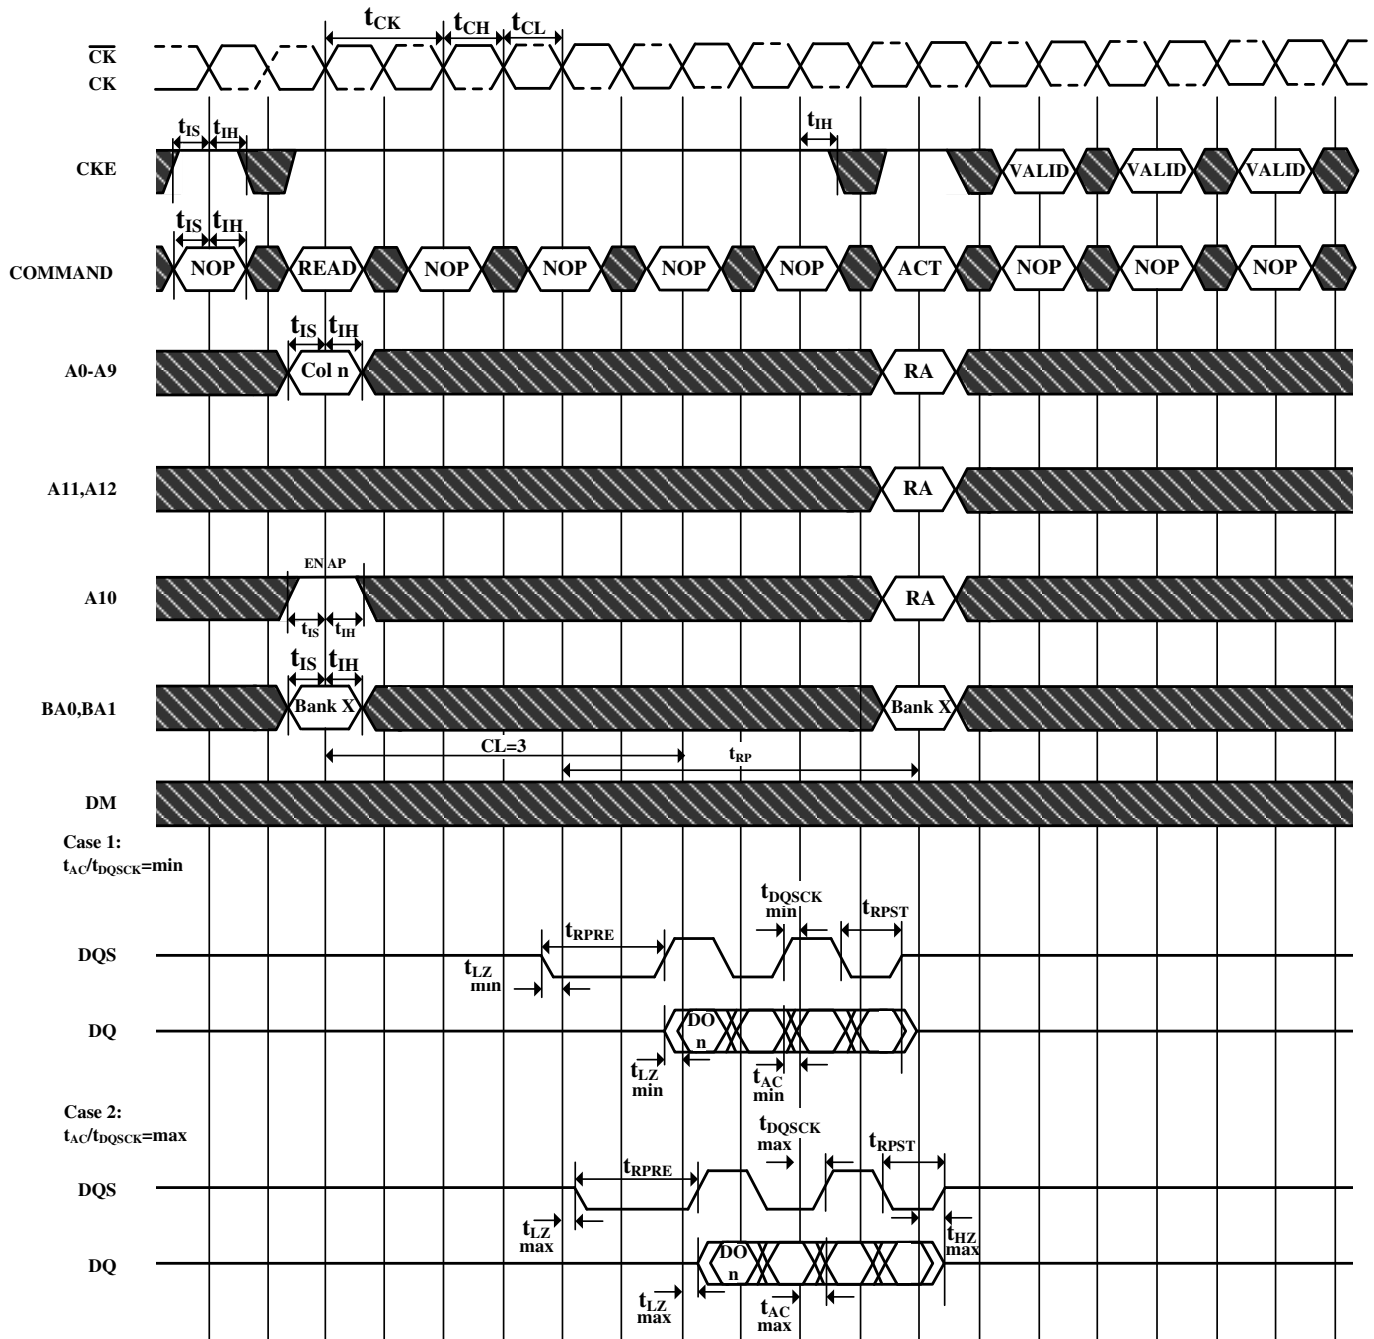 tCK tCH tCL
CK
CK
tIS tIH tIH
CKE VALID VALID VALID
tIS tIH
COMMAND NOP READ NOP NOP NOP NOP ACT NOP NOP NOP
tIS tIH
A0-A9 Col n RA
A11,A12 RA
EN AP
A10 RA
tIS tIH
tIS tIH
BA0,BA1 Bank X Bank X
CL=3 tRP
DM
Case 1:
tAC/tDQSCK=min
tDQSCK min tRPST
tRPRE
DQS
tLZ min
DQ DO n
tLZ min tAC min
Case 2:
tAC/tDQSCK=max
tDQSCK max tRPST
tRPRE
DQS
tLZ max tHZ max
DQ DO n
tLZ max tAC max